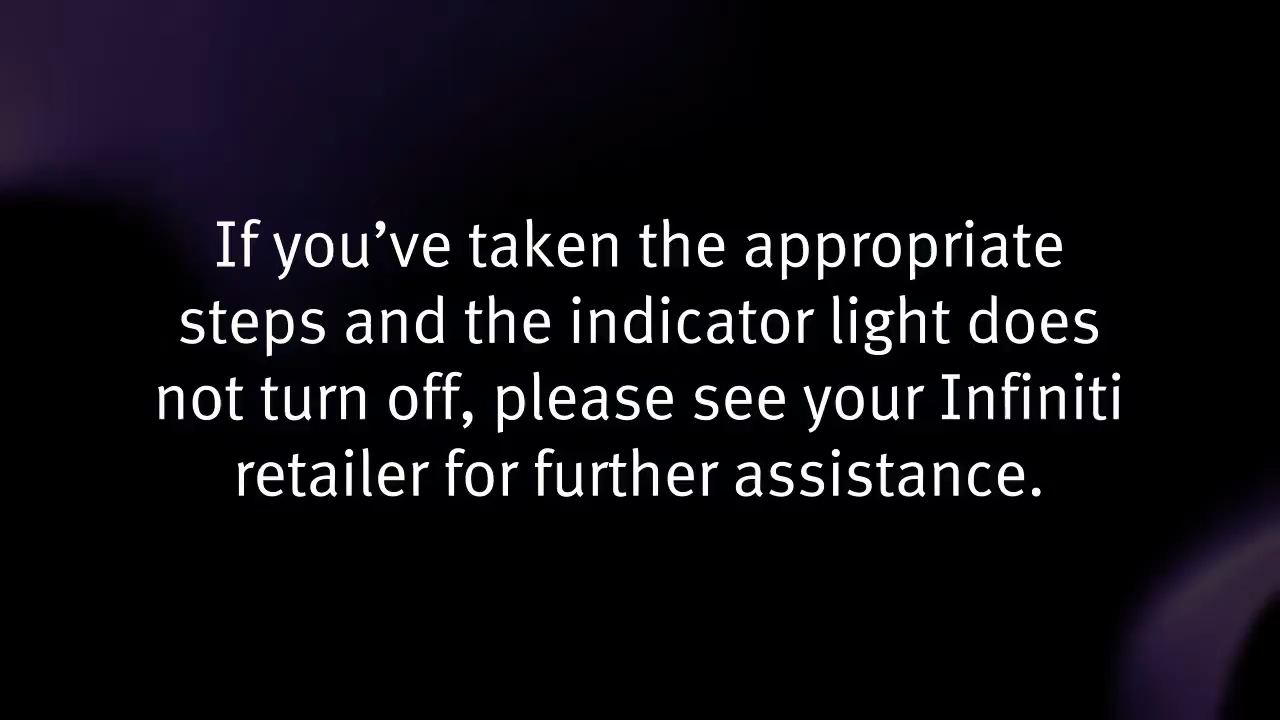 If you’ve taken the appropriate
steps and the indicator light does
not turn off, please see your Infiniti
retailer for further assistance.